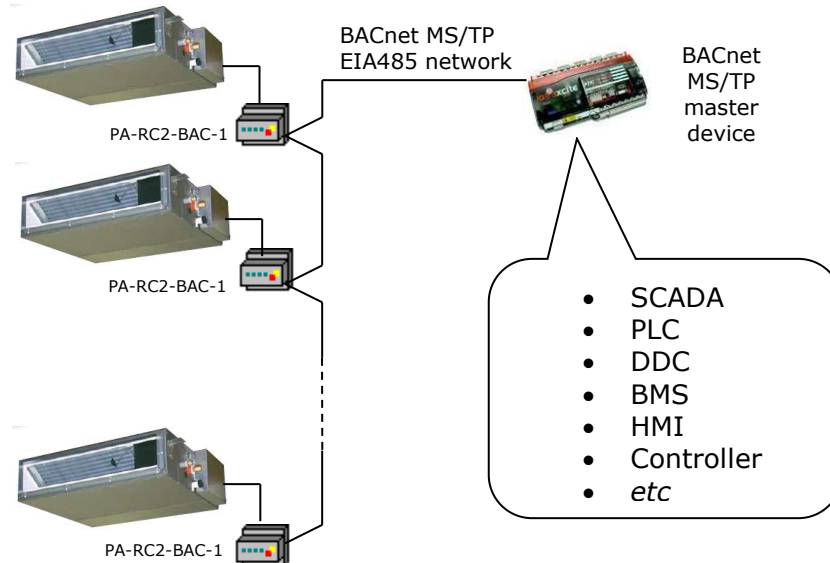 BACnet MS/TP
EIA485 network
BACnet
MS/TP
master
device
PA-RC2-BAC-1
PA-RC2-BAC-1
• SCADA
• PLC
• DDC
• BMS
• HMI
• Controller
• etc
PA-RC2-BAC-1